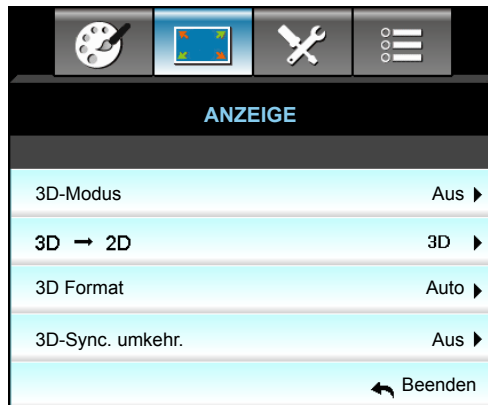 ANZEIGE
3D-Modus Aus
3D → 2D 3D
3D Format Auto
3D-Sync. umkehr. Aus
Beenden